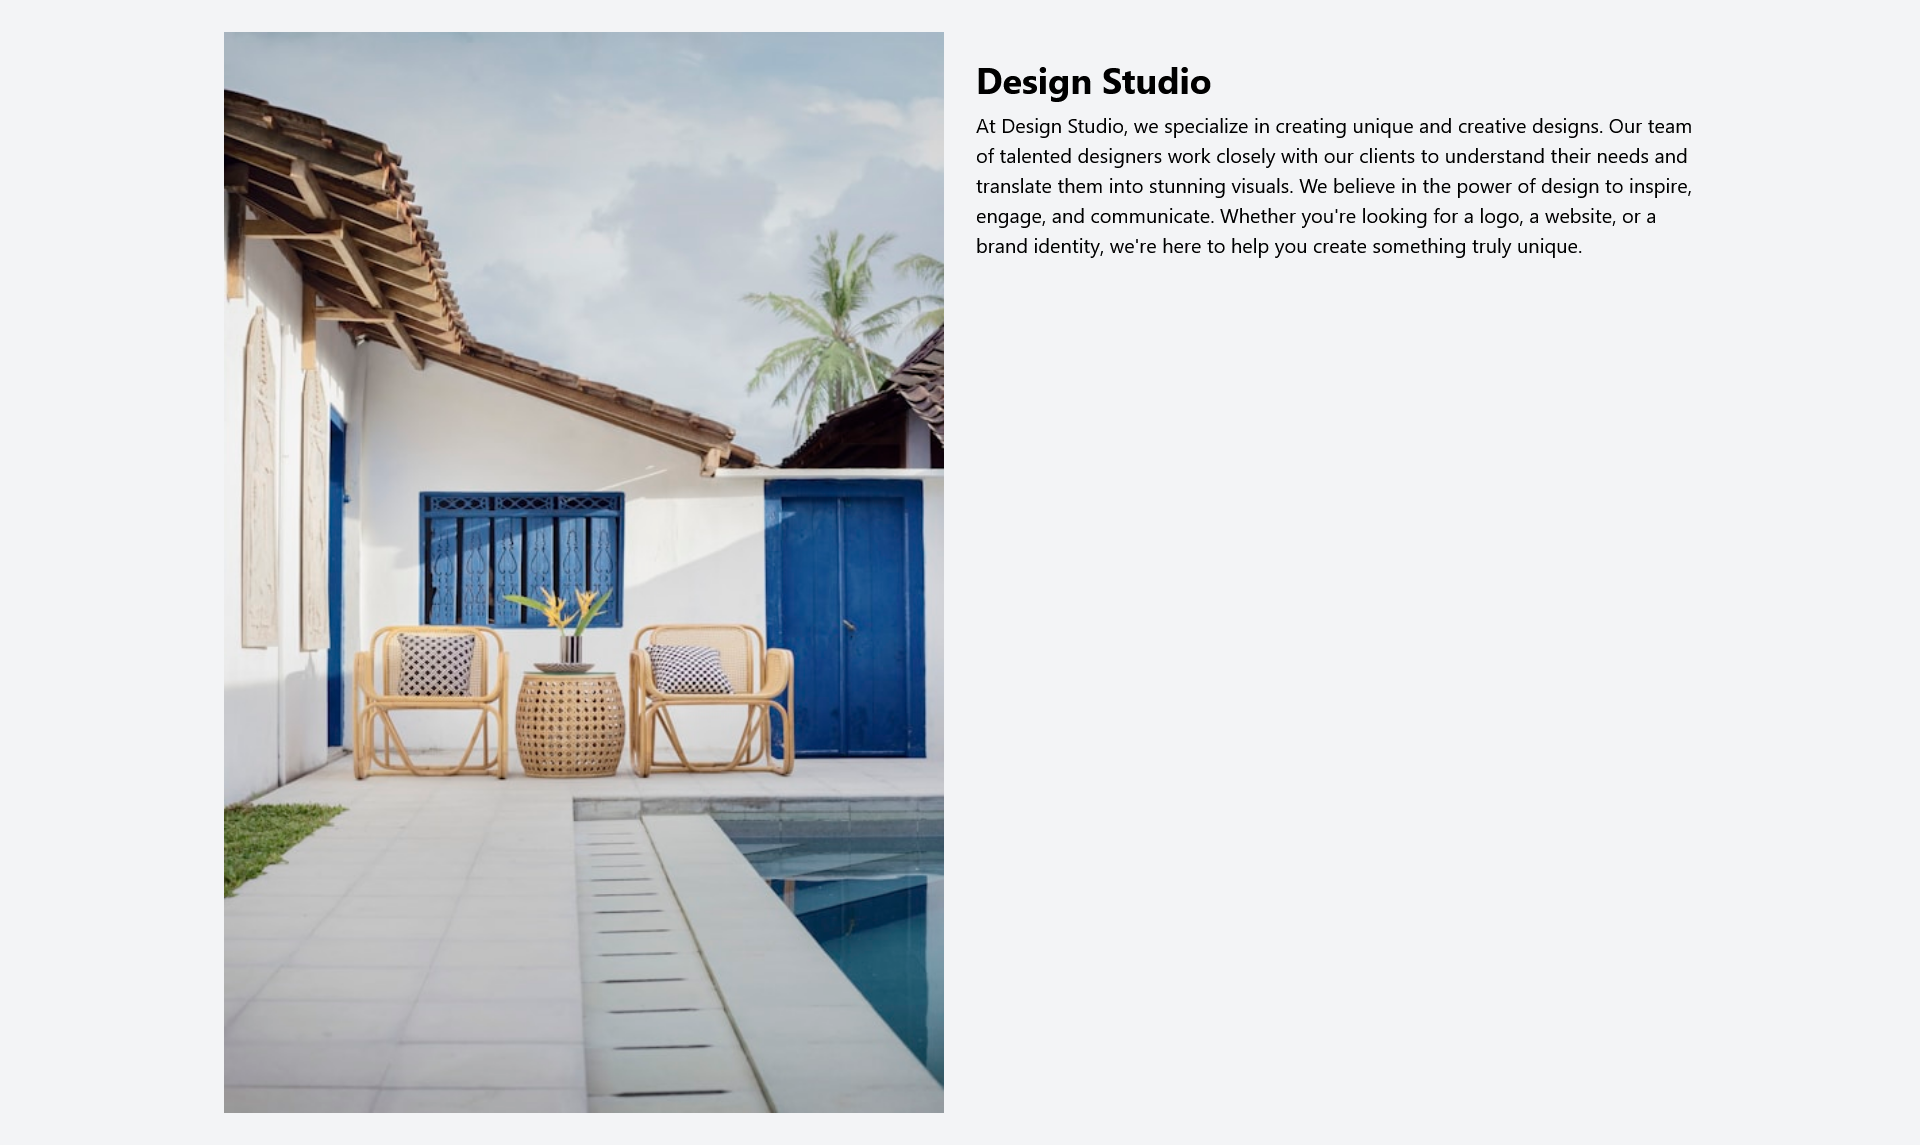 Design Studio
At Design Studio, we specialize in creating unique and creative designs. Our team
of talented designers work closely with our clients to understand their needs and
translate them into stunning visuals. We believe in the power of design to inspire,
engage, and communicate. Whether you're looking for a logo, a website, or a
brand identity, we're here to help you create something truly unique.